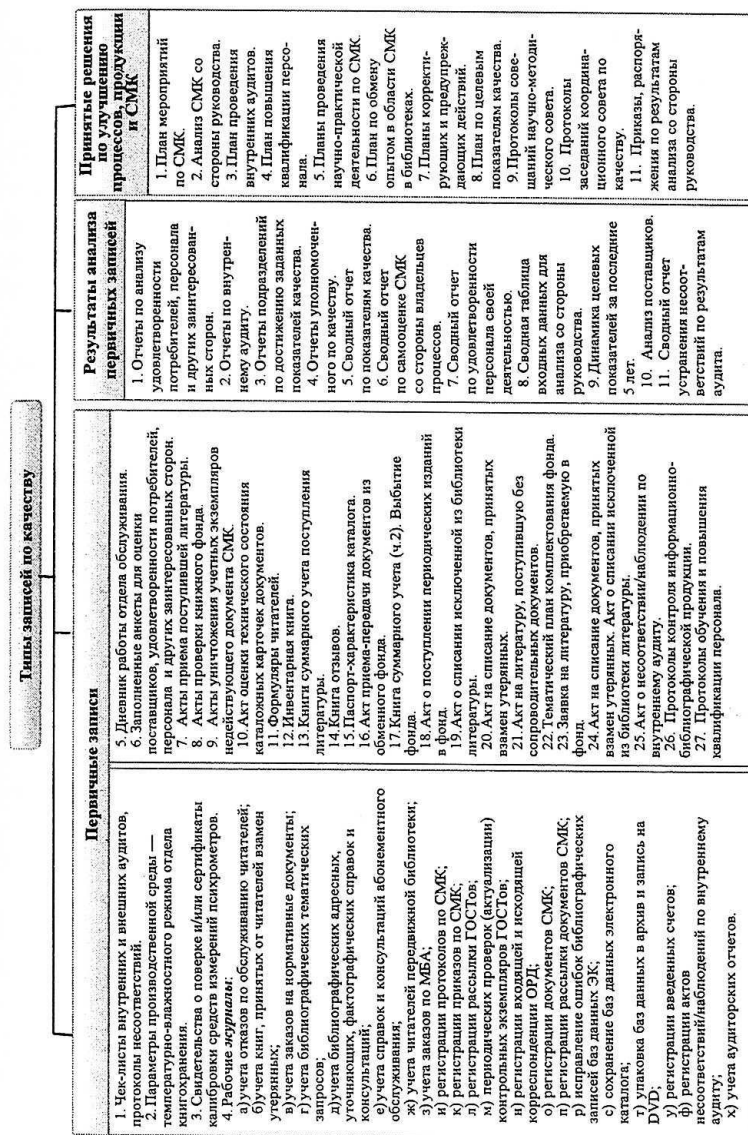 Типы записей по качеству
Первичные записи
1. Чек-листы внутренних и внешних аудитов,
протоколы несоответствий.
2. Параметры производственной среды —
температурно-влажностного режима отдела
книгохранения.
3. Свидетельства о поверке и/или сертификаты
калибровки средств измерений психрометров.
4. Рабочие журналы:
а) учета отказов по обслуживанию читателей;
б) учета книг, принятых от читателей взамен
утерянных;
в) учета заказов на нормативные документы;
г) учета библиографических тематических
запросов;
д) учета библиографических адресных,
уточняющих, фактографических справок и
консультаций;
е) учета справок и консультаций абонементного
обслуживания;
ж) учета читателей передвижной библиотеки;
з) учета заказов по МБА;
и) регистрации протоколов по СМК;
к) регистрации приказов по СМК;
л) регистрации рассылки ГОСТов;
м) периодических проверок (актуализации)
контрольных экземпляров ГОСТов;
н) регистрации входящей и исходящей
корреспонденции ОРД;
о) регистрации документов СМК;
п) регистрации рассылки документов СМК;
р) исправление ошибок библиографических
записей баз данных ЭК;
с) сохранение баз данных электронного
каталога;
т) упаковка баз данных в архив и запись на
DVD;
у) регистрации введенных счетов;
ф) регистрации актов
несоответствий/наблюдений по внутреннему
аудиту;
х) учета аудиторских отчетов.
5. Дневник работы отдела обслуживания.
6. Заполненные анкеты для оценки
поставщиков, удовлетворенности потребителей,
персонала и других заинтересованных сторон.
7. Акты приема поступившей литературы.
8. Акты проверки книжного фонда.
9. Акты уничтожения учетных экземпляров
недействующего документа СМК.
10. Акт оценки технического состояния
каталожных карточек документов.
11. Формуляры читателей.
12. Инвентарная книга.
13. Книги суммарного учета поступления
литературы.
14. Книга отзывов.
15. Паспорт-характеристика каталога.
16. Акт приема-передачи документов из
обменного фонда.
17. Книга суммарного учета (ч.2). Выбытие
фонда.
18. Акт о поступлении периодических изданий
в фонд.
19. Акт о списании исключенной из библиотеки
литературы.
20. Акт на списание документов, принятых
взамен утерянных.
21. Акт на литературу, поступившую без
сопроводительных документов.
22. Тематический план комплектования фонда.
23. Заявка на литературу, приобретаемую в
фонд.
24. Акт на списание документов, принятых
взамен утерянных. Акт о списании исключенной
из библиотеки литературы.
25. Акт о несоответствии/наблюдении по
внутреннему аудиту.
26. Протоколы контроля информационно-
библиографической продукции.
27. Протоколы обучения и повышения
квалификации персонала.
Результаты анализа
первичных записей
1. Отчеты по анализу
удовлетворенности
потребителей, персонала
и других заинтересован-
ных сторон.
2. Отчеты по внутрен-
нему аудиту.
3. Отчеты подразделений
по достижению заданных
показателей качества.
4. Отчеты уполномочен-
ного по качеству.
5. Сводный отчет
по показателям качества.
6. Сводный отчет
по самооценке СМК
со стороны владельцев
процессов.
7. Сводный отчет
по удовлетворенности
персонала своей
деятельностью.
8. Сводная таблица
входных данных для
анализа со стороны
руководства.
9. Динамика целевых
показателей за последние
5 лет.
10. Анализ поставщиков.
11. Сводный отчет
устранения несоот-
ветствий по результатам
аудита.
Принятые решения
по улучшению
процессов, продукции
и СМК
1. План мероприятий
по СМК.
2. Анализ СМК со
стороны руководства.
3. План проведения
внутренних аудитов.
4. План повышения
квалификации персо-
нала.
5. Планы проведения
научно-практической
деятельности по СМК.
6. План по обмену
опытом в области СМК
в библиотеках.
7. Планы корректи-
рующих и предупреж-
дающих действий.
8. План по целевым
показателям качества.
9. Протоколы сове-
щаний научно-методи-
ческого совета.
10. Протоколы
заседаний координа-
ционного совета по
качеству.
11. Приказы, распоря-
жения по результатам
анализа со стороны
руководства.